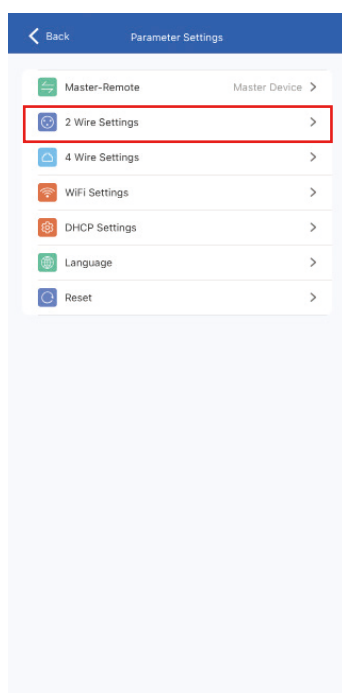 Back Parameter Settings
Master-Remote Master Device
2 Wire Settings
4 Wire Settings
WiFi Settings
DHCP Settings
Language
Reset